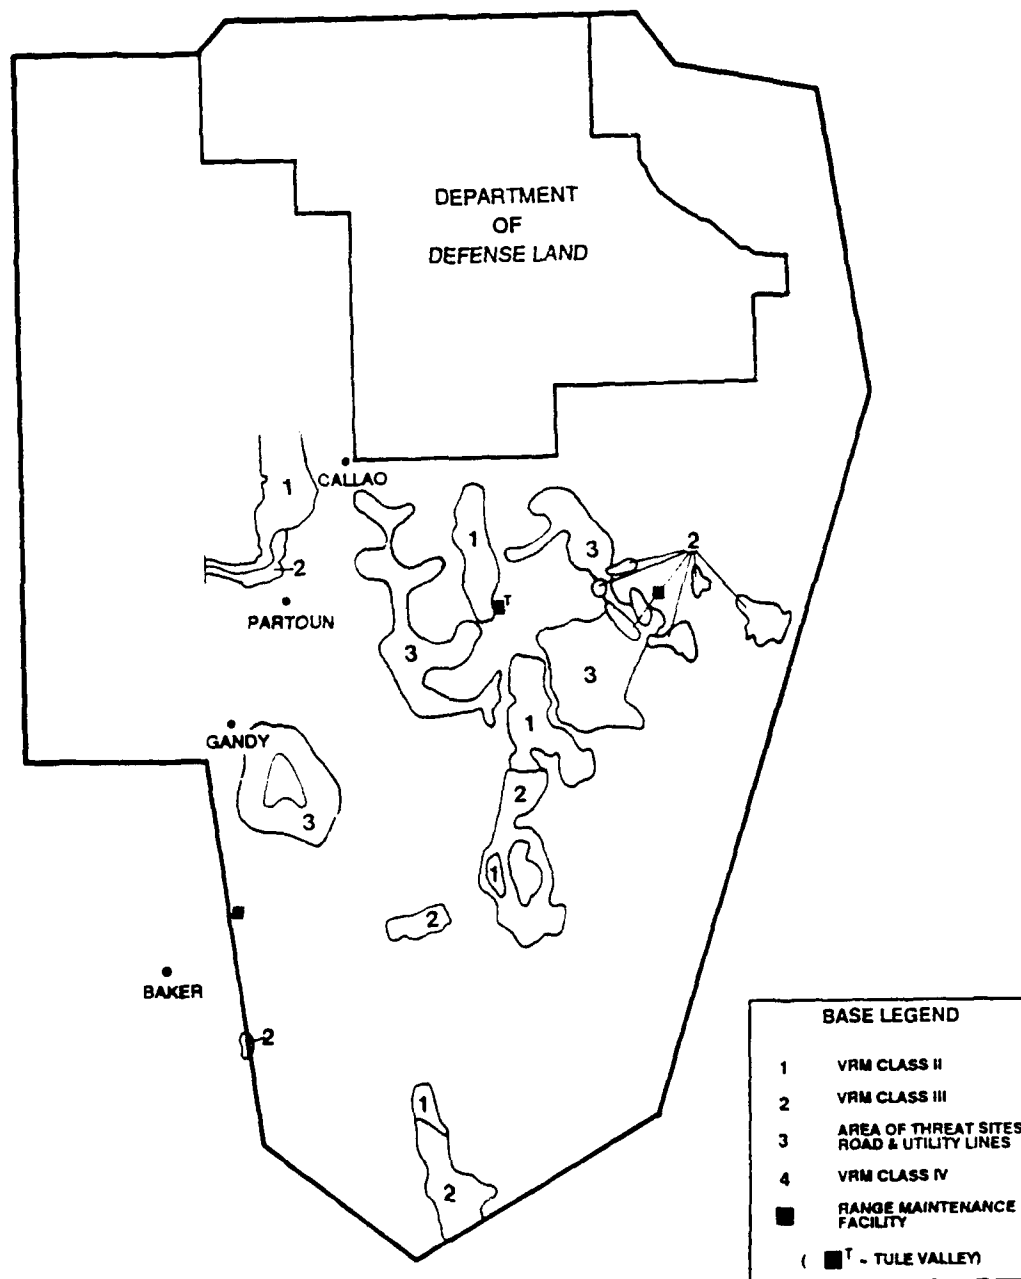 DEPARTMENT
OF
DEFENSE LAND
CALLAO
1
1
3
2
2
PARTOUN
T
3
3
1
GANDY
2
3
1
2
BAKER
2
1
2
BASE LEGEND
1 VRM CLASS II
2 VRM CLASS III
3 AREA OF THREAT SITES
ROAD & UTILITY LINES
4 VRM CLASS IV
RANGE MAINTENANCE
FACILITY
( T - TULE VALLEY)